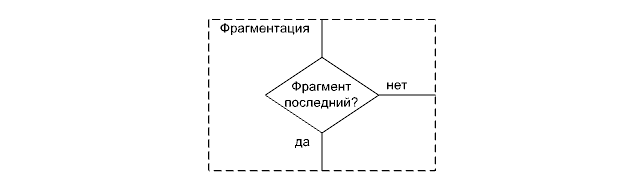 Фрагментация
Фрагмент
последний?
нет
да